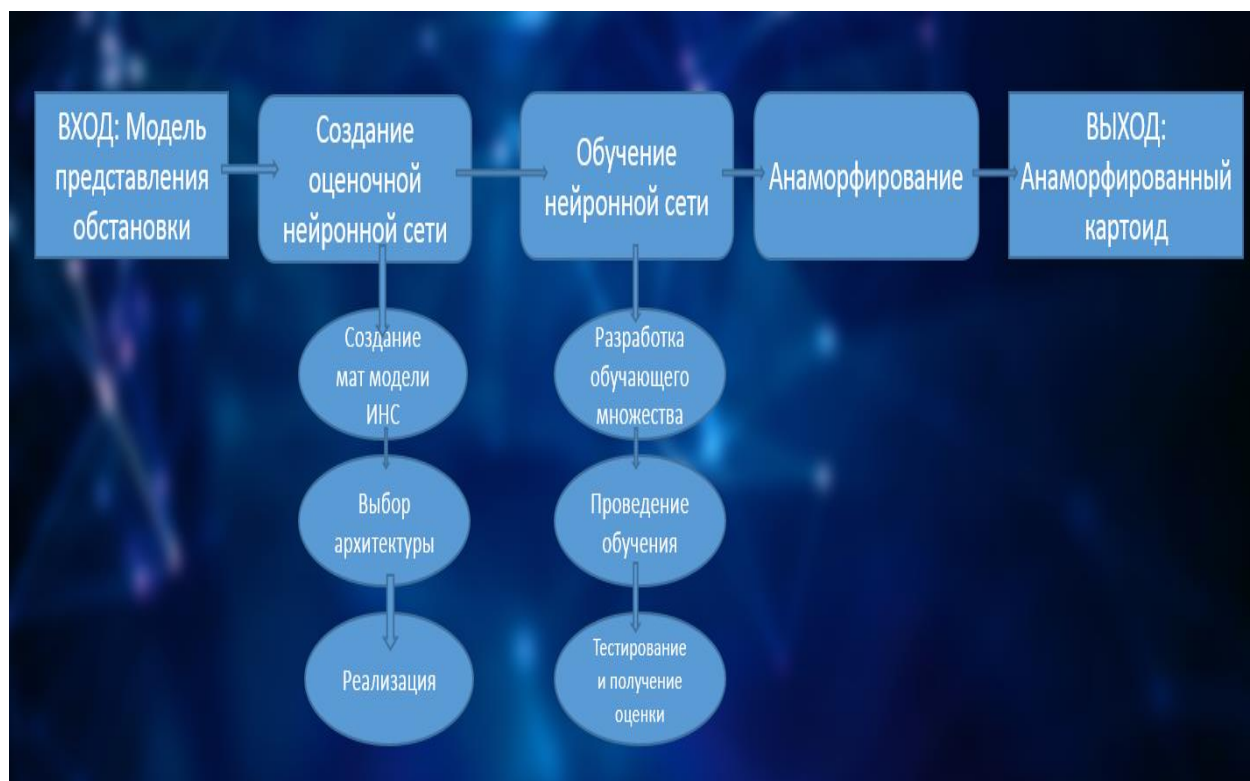 ВХОД: Модель
представления
обстановки
Создание
оценочной
нейронной сети
Обучение
нейронной сети
Анаморфирование
ВЫХОД:
Анаморфированный
картоид
Создание
мат модели
ИНС
Выбор
архитектуры
Реализация
Разработка
обучающего
множества
Проведение
обучения
Тестирование
и получение
оценки